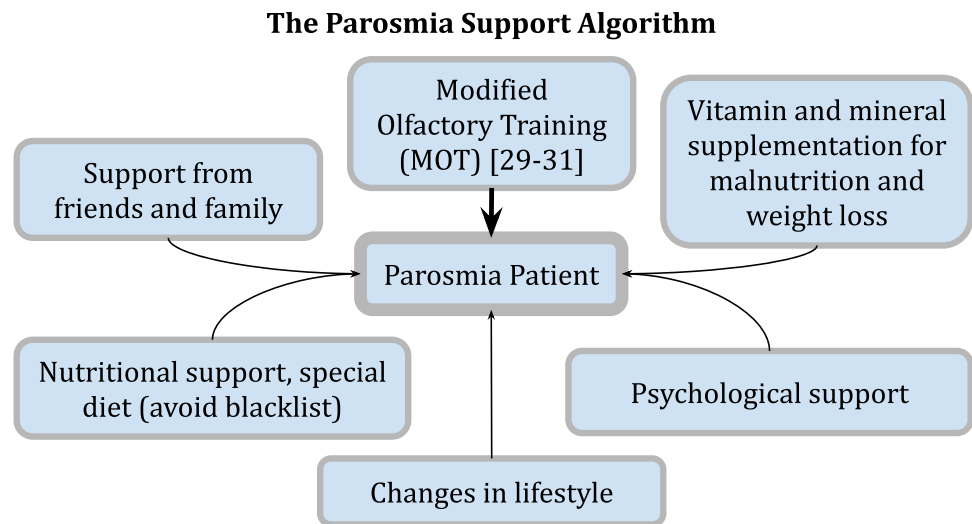 The Parosmia Support Algorithm
Modified
Olfactory Training
(MOT) [29-31]
Vitamin and mineral
supplementation for
malnutrition and
weight loss
Support from
friends and family
Parosmia Patient
Nutritional support, special
diet (avoid blacklist)
Psychological support
Changes in lifestyle